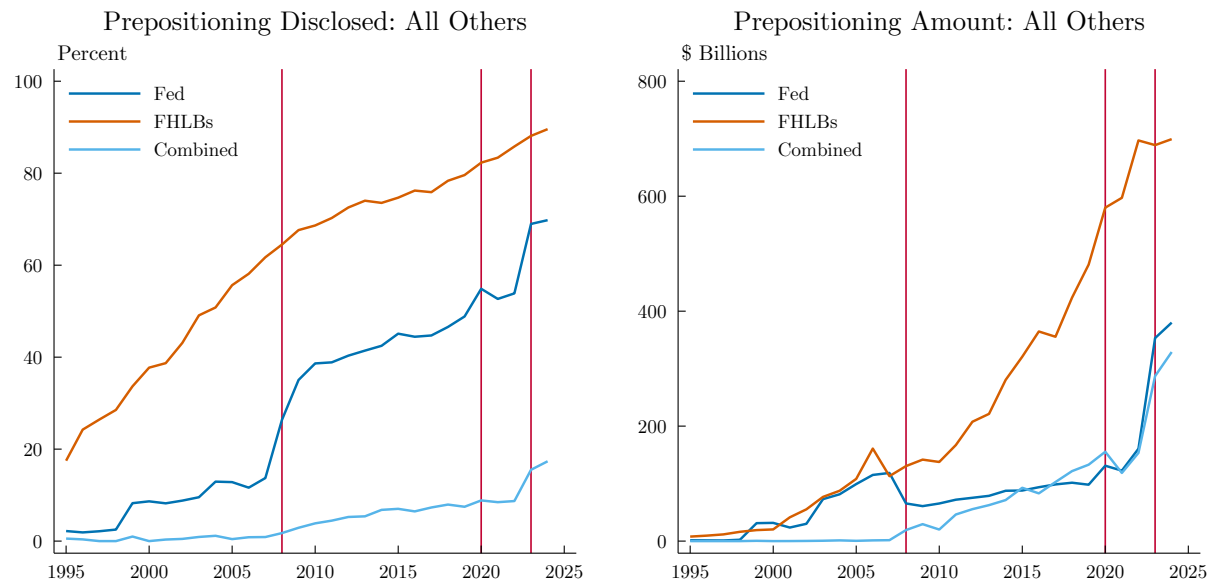 Prepositioning Disclosed: All Others
Percent
100
80
60
40
20
0
Fed
FHLBs
Combined
1995 2000 2005 2010 2015 2020 2025
Prepositioning Amount: All Others
$ Billions
800
600
400
200
0
Fed
FHLBs
Combined
1995 2000 2005 2010 2015 2020 2025